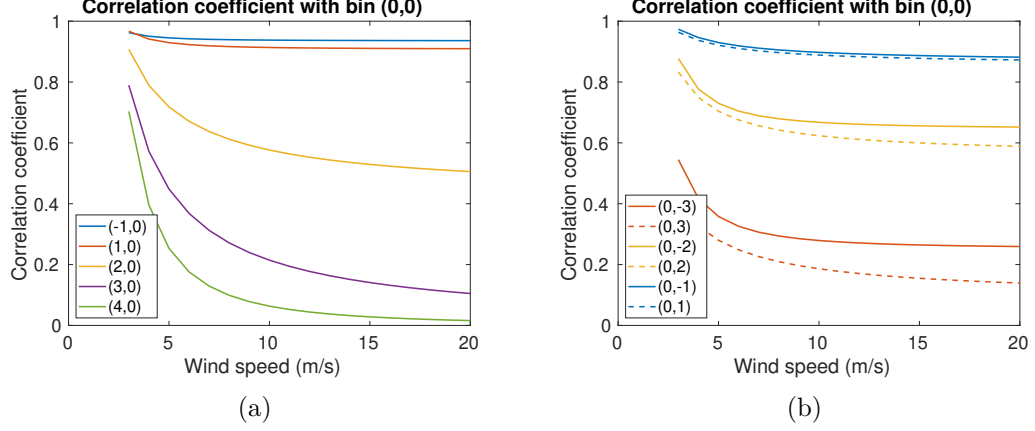 Correlation coefficient with bin (0,0)
Correlation coefficient
1
0.8
0.6
0.4
0.2
0
(-1,0)
(1,0)
(2,0)
(3,0)
(4,0)
0 5 10 15 20
Wind speed (m/s)
(a)
Correlation coefficient with bin (0,0)
Correlation coefficient
1
0.8
0.6
0.4
0.2
0
(0,-3)
(0,3)
(0,-2)
(0,2)
(0,-1)
(0,1)
0 5 10 15 20
Wind speed (m/s)
(b)